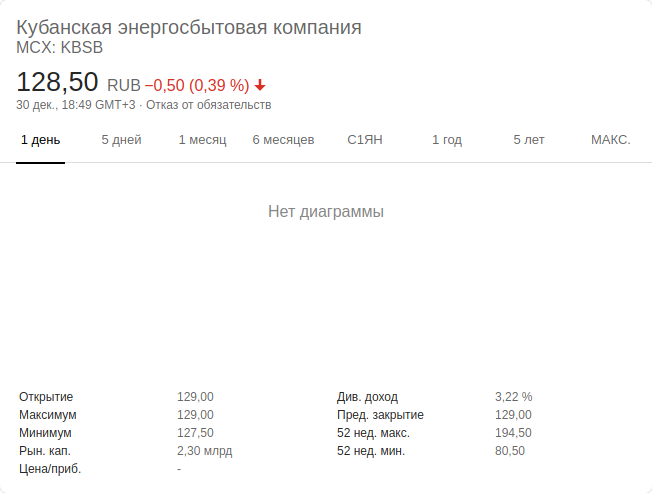 Кубанская энергосбытовая компания
MCX: KBSB
128,50 RUB −0,50 (0,39 %)
30 дек., 18:49 GMT+3 · Отказ от обязательств
1 день 5 дней 1 месяц 6 месяцев С1ЯН 1 год 5 лет МАКС.
Нет диаграммы
Открытие 129,00 Див. доход 3,22 %
Максимум 129,00 Пред. закрытие 129,00
Минимум 127,50 52 нед. макс. 194,50
Рын. кап. 2,30 млрд 52 нед. мин. 80,50
Цена/приб. -